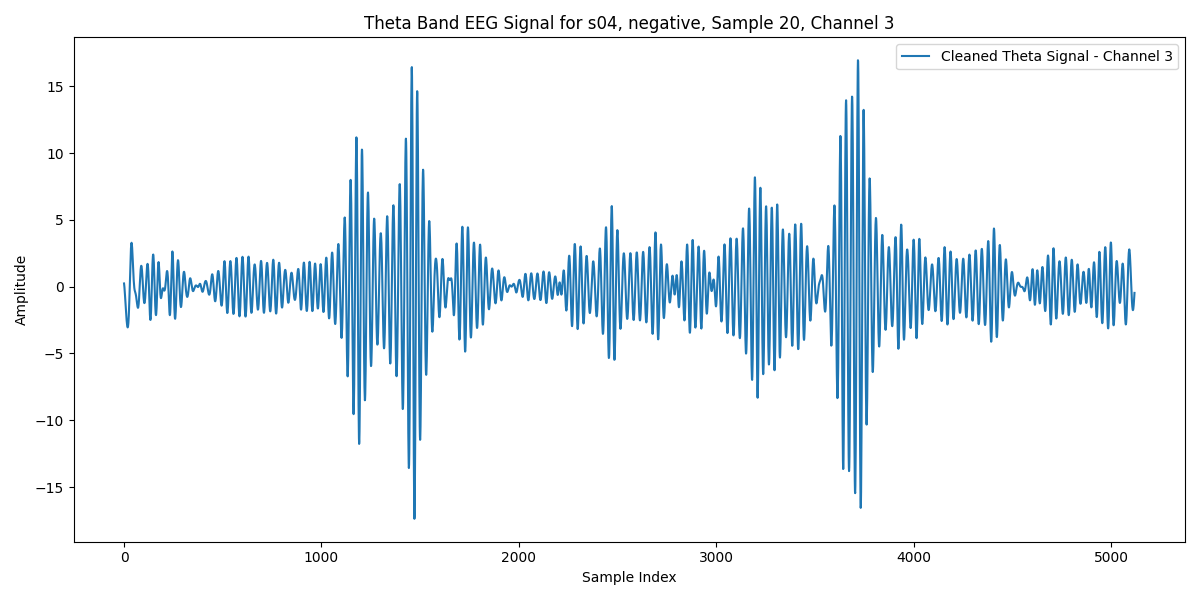 Theta Band EEG Signal for s04, negative, Sample 20, Channel 3
Cleaned Theta Signal - Channel 3
Amplitude
15
10
5
0
−5
−10
−15
0 1000 2000 3000 4000 5000
Sample Index